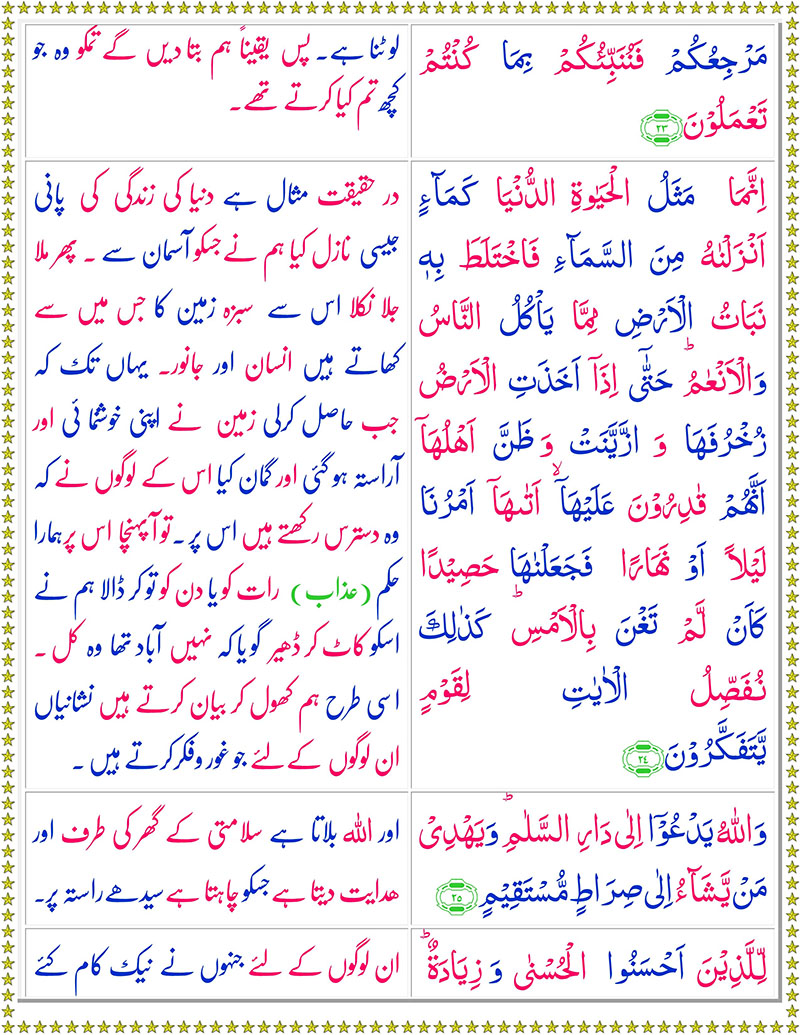 مَرْجِعُكُمْ فَنُنَبِّئُكُمْ بِمَا كُنْتُمْ
تَعْمَلُوْنَ ۲۳
لوٹنا ہے۔ پس یقیناً ہم بتا دیں گے تمکو وہ جو
کچھ تم کیا کرتے تھے۔
اِنَّمَا مَثَلُ الْحَيٰوةِ الدُّنْيَا كَمَآءٍ
اَنْزَلْنٰهُ مِنَ السَّمَآءِ فَاخْتَلَطَ بِهٖ
نَبَاتُ الْاَرْضِ مِمَّا يَاْكُلُ النَّاسُ
وَالْاَنْعٰمُ ؕ حَتّٰٓى اِذَاۤ اَخَذَتِ الْاَرْضُ
زُخْرُفَهَا وَ ازَّيَّنَتْ وَ ظَنَّ اَهْلُهَاۤ
اَنَّهُمْ قٰدِرُوْنَ عَلَيْهَاۤ ۙ اَتٰٮهَاۤ اَمْرُنَا
لَيْلًا اَوْ نَهَارًا فَجَعَلْنٰهَا حَصِيْدًا
كَاَنْ لَّمْ تَغْنَ بِالْاَمْسِ ؕ كَذٰلِكَ
نُفَصِّلُ الْاٰيٰتِ لِقَوْمٍ
يَّتَفَكَّرُوْنَ ۲۴
در حقیقت مثال ہے دنیا کی زندگی کی پانی
جیسی نازل کیا ہم نے جسکو آسمان سے ۔ پھر ملا
جلا نکلا اس سے سبزہ زمین کا جس میں سے
کھاتے ہیں انسان اور جانور۔ یہاں تک کہ
جب حاصل کرلی زمین نے اپنی خوشمائی اور
آراستہ ہوگئی اور گمان کیا اس کے لوگوں نے کہ
وہ دسترس رکھتے ہیں اس پر ۔ تو آپہنچا اس پر ہمارا
حکم (عذاب) رات کو یا دن کو تو کر ڈالا ہم نے
اسکو کاٹ کر ڈھیر گویا کہ نہیں آباد تھا وہ کل ۔
اسی طرح ہم کھول کر بیان کرتے ہیں نشانیاں
ان لوگوں کے لئے جو غور و فکر کرتے ہیں ۔
وَاللّٰهُ يَدْعُوْۤا اِلٰى دَارِ السَّلٰمِ ؕ وَيَهْدِىْ
مَنْ يَّشَآءُ اِلٰى صِرَاطٍ مُّسْتَقِيْمٍ ۲۵
اور اللہ بلاتا ہے سلامتی کے گھر کی طرف اور
ھدایت دیتا ہے جسکو چاہتا ہے سیدھے راستہ پر۔
لِلَّذِيْنَ اَحْسَنُوا الْحُسْنٰى وَ زِيَادَةٌ ؕ
ان لوگوں کے لئے جنہوں نے نیک کام کئے